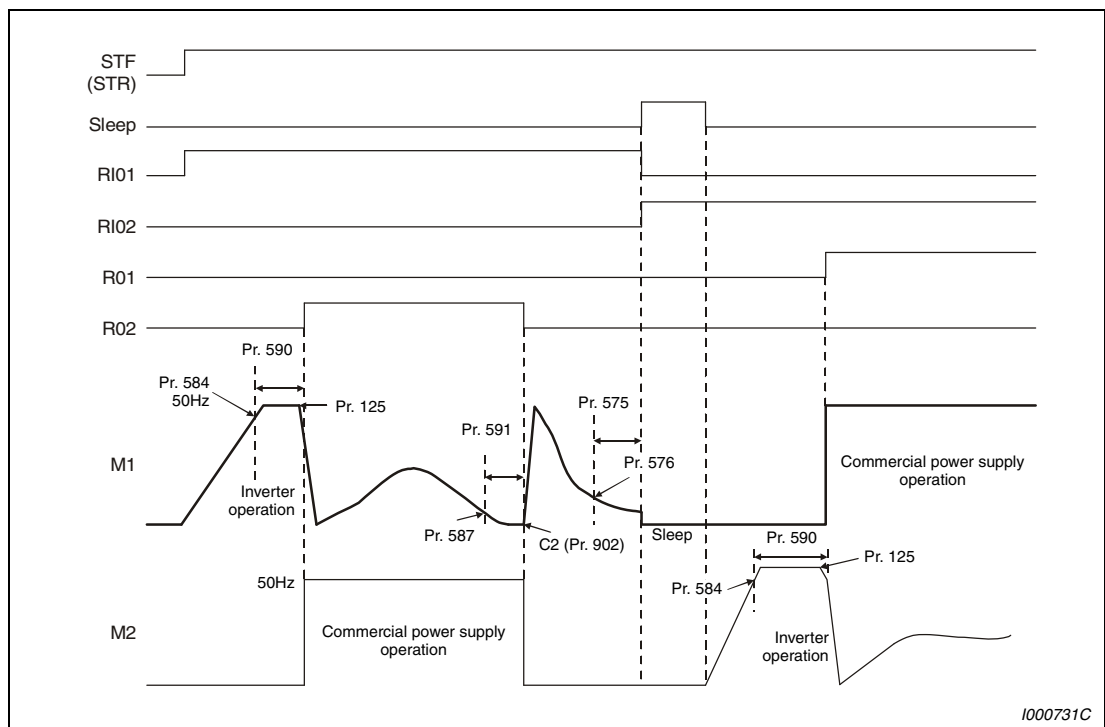 STF
(STR)
Sleep
RI01
RI02
R01
R02
Pr. 590
Pr. 584
50Hz
Pr. 125
Pr. 575
Pr. 591
Pr. 576
M1
Inverter
operation
Commercial power supply
operation
Pr. 587
C2 (Pr. 902)
Sleep
Pr. 590
Pr. 125
50Hz
Pr. 584
M2
Commercial power supply
operation
Inverter
operation
I000731C